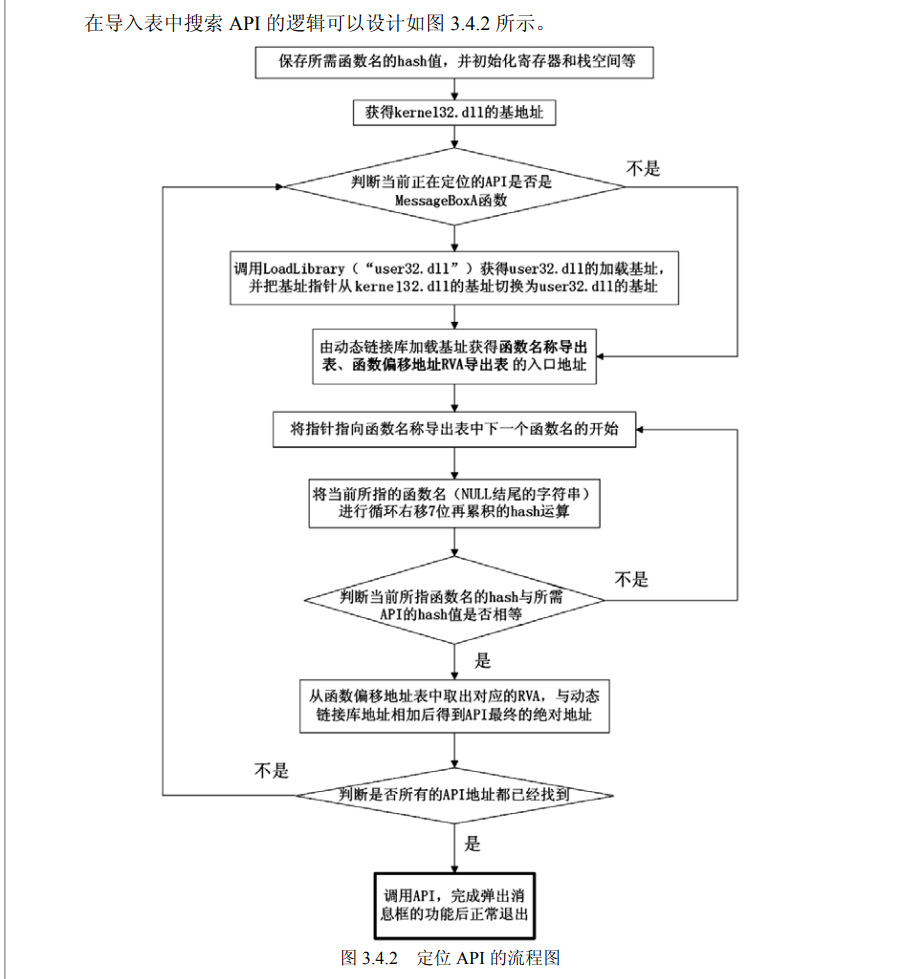 在导入表中搜索 API 的逻辑可以设计如图 3.4.2 所示。
保存所需函数名的hash值，并初始化寄存器和栈空间等
获得kernel32.dll的基地址
判断当前正在定位的API是否是
MessageBoxA函数
不是
调用LoadLibrary（“user32.dll”）获得user32.dll的加载基址，
并把基址指针从kernel32.dll的基址切换为user32.dll的基址
由动态链接库加载基址获得函数名称导出
表、函数偏移地址RVA导出表 的入口地址
将指针指向函数名称导出表中下一个函数名的开始
将当前所指的函数名（NULL结尾的字符串）
进行循环右移7位再累积的hash运算
判断当前所指函数名的hash与所需
API的hash值是否相等
不是
是
从函数偏移地址表中取出对应的RVA，与动态
链接库地址相加后得到API最终的绝对地址
不是
判断是否所有的API地址都已经找到
是
调用API，完成弹出消
息框的功能后正常退出
图 3.4.2 定位 API 的流程图